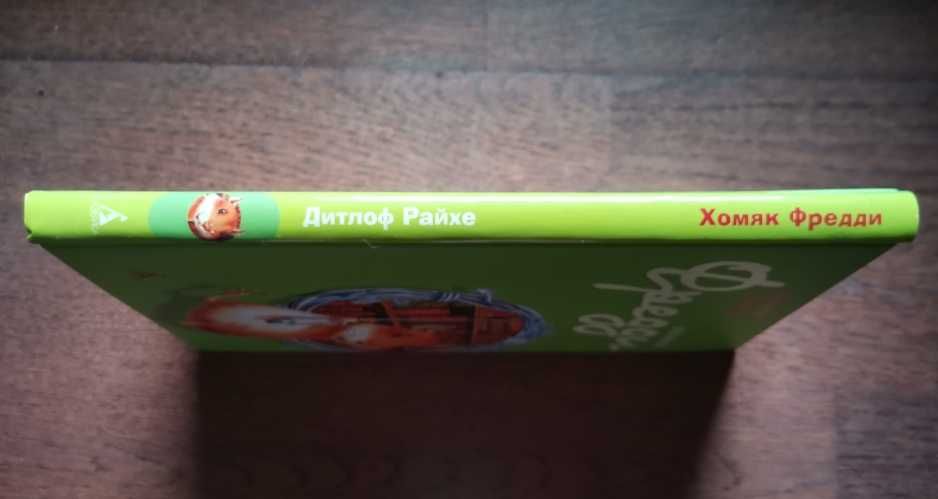 Дитлоф Райхе
Хомяк Фредди